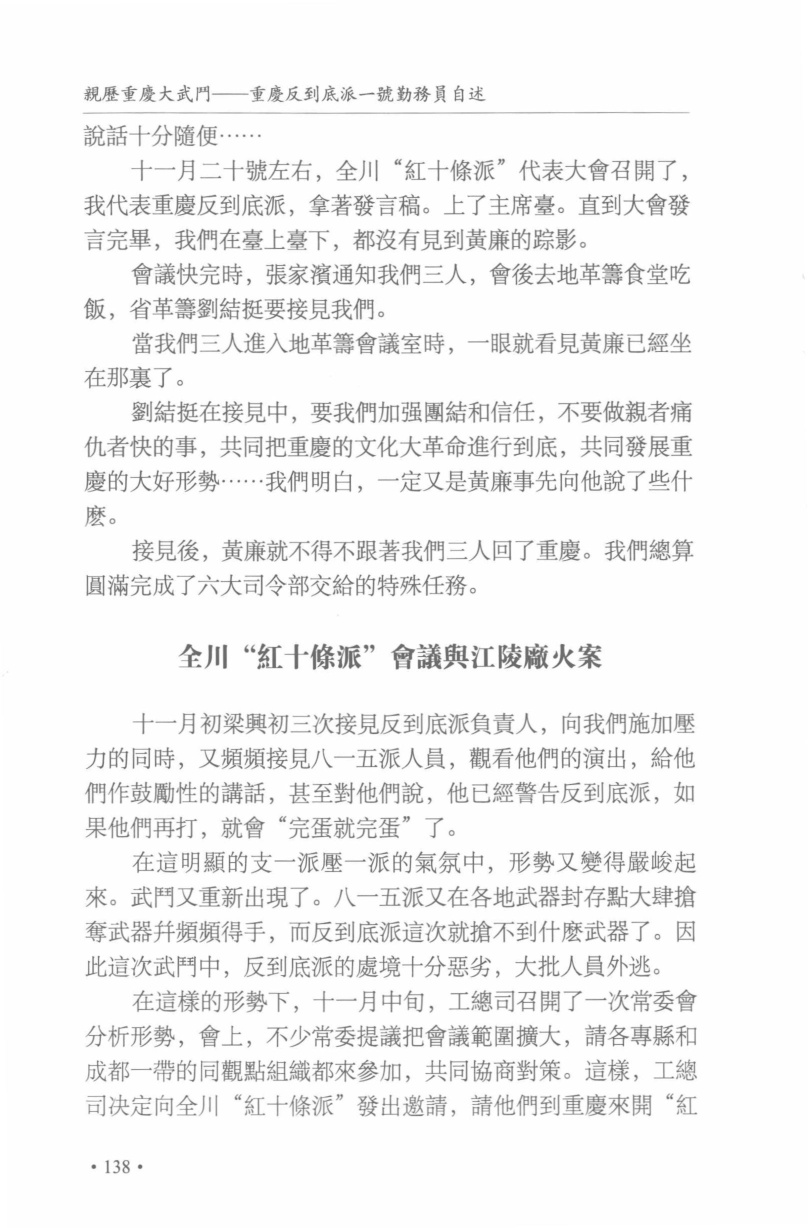 親歷重慶大武鬥——重慶反到底派一號勤務員自述
說話十分隨便……
十一月二十號左右，全川“紅十條派”代表大會召開了，
我代表重慶反到底派，拿著發言稿。上了主席臺。直到大會發
言完畢，我們在臺上臺下，都沒有見到黃廉的踪影。
會議快完時，張家濱通知我們三人，會後去地革籌食堂吃
飯，省革籌劉結挺要接見我們。
當我們三人進入地革籌會議室時，一眼就看見黃廉已經坐
在那裏了。
劉結挺在接見中，要我們加强團結和信任，不要做親者痛
仇者快的事，共同把重慶的文化大革命進行到底，共同發展重
慶的大好形勢……我們明白，一定又是黃廉事先向他說了些什
麽。
接見後，黃廉就不得不跟著我們三人回了重慶。我們總算
圓滿完成了六大司令部交給的特殊任務。
全川“紅十條派”會議與江陵廠火案
十一月初梁興初三次接見反到底派負責人，向我們施加壓
力的同時，又頻頻接見八一五派人員，觀看他們的演出，給他
們作鼓勵性的講話，甚至對他們說，他已經警告反到底派，如
果他們再打，就會“完蛋就完蛋”了。
在這明顯的支一派壓一派的氣氛中，形勢又變得嚴峻起
來。武鬥又重新出現了。八一五派又在各地武器封存點大肆搶
奪武器幷頻頻得手，而反到底派這次就搶不到什麽武器了。因
此這次武鬥中，反到底派的處境十分惡劣，大批人員外逃。
在這樣的形勢下，十一月中旬，工總司召開了一次常委會
分析形勢，會上，不少常委提議把會議範圍擴大，請各專縣和
成都一帶的同觀點組織都來參加，共同協商對策。這樣，工總
司决定向全川“紅十條派”發出邀請，請他們到重慶來開“紅
•138•